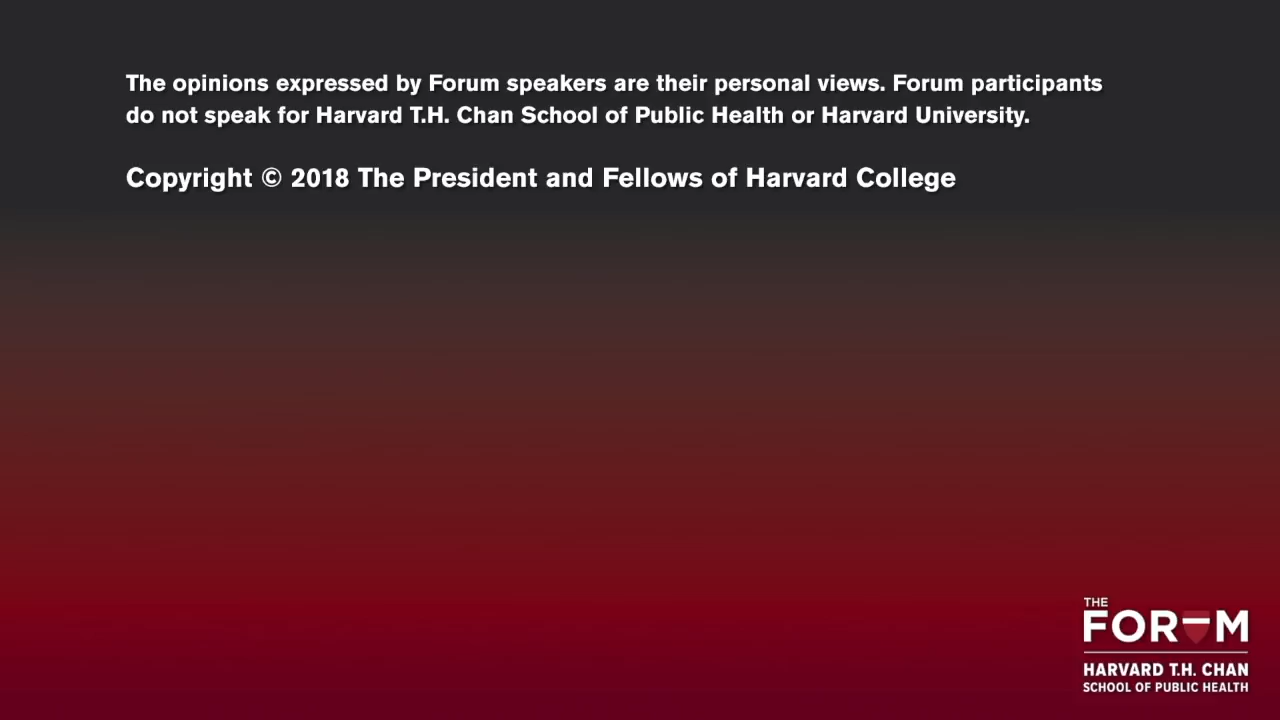 The opinions expressed by Forum speakers are their personal views. Forum participants
do not speak for Harvard T.H. Chan School of Public Health or Harvard University.
Copyright © 2018 The President and Fellows of Harvard College
THE
FORUM
HARVARD T.H. CHAN
SCHOOL OF PUBLIC HEALTH